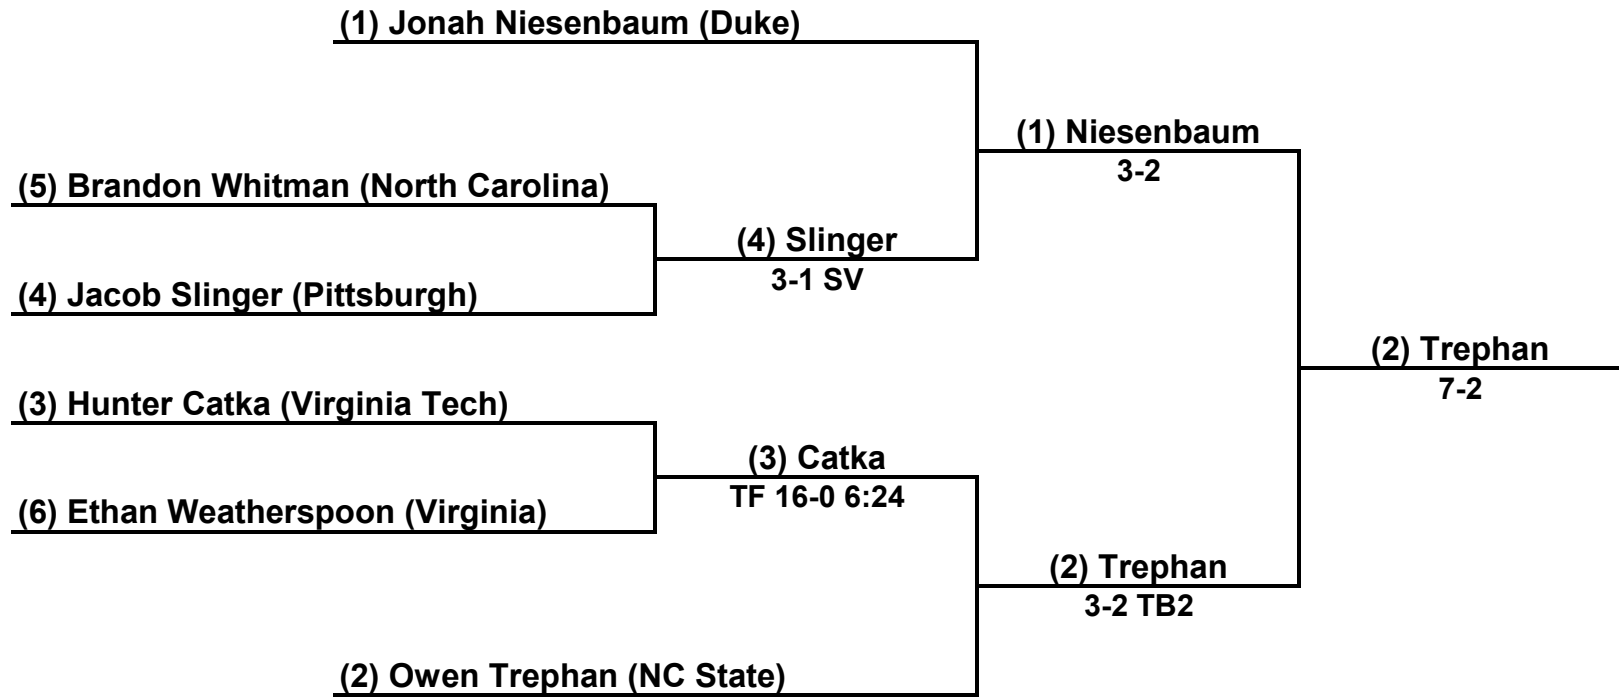 (1) Jonah Niesenbaum (Duke)
(1) Niesenbaum
3-2
(5) Brandon Whitman (North Carolina)
(4) Slinger
3-1 SV
(4) Jacob Slinger (Pittsburgh)
(2) Trephan
7-2
(3) Hunter Catka (Virginia Tech)
(3) Catka
TF 16-0 6:24
(6) Ethan Weatherspoon (Virginia)
(2) Trephan
3-2 TB2
(2) Owen Trephan (NC State)